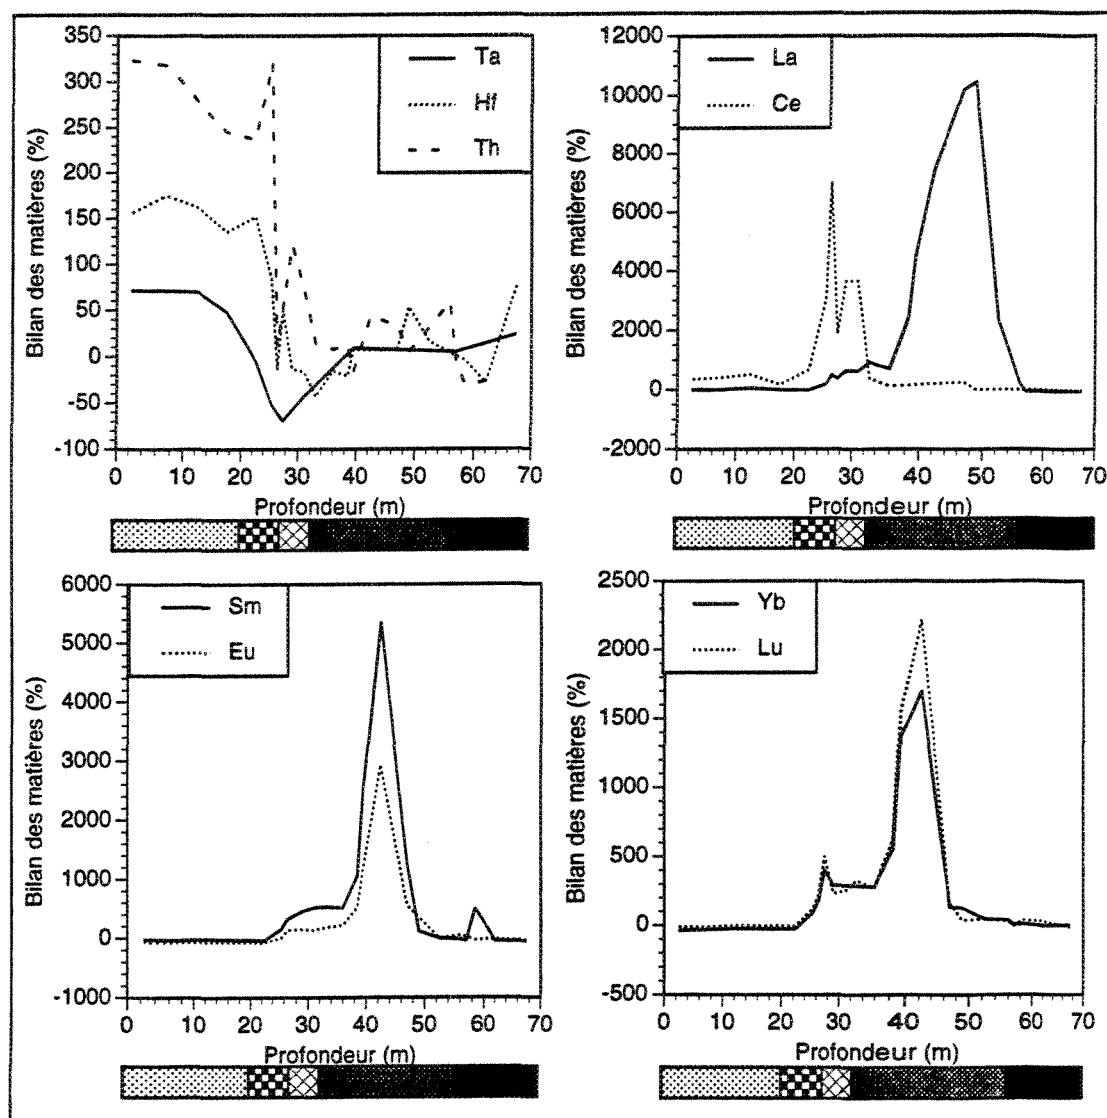 Bilan des matières (%)
350
300
250
200
150
100
50
0
-50
-100
Ta
Hf
Th
0 10 20 30 40 50 60 70
Profondeur (m)
Bilan des matières (%)
12000
10000
8000
6000
4000
2000
0
-2000
La
Ce
0 10 20 30 40 50 60 70
Profondeur (m)
Bilan des matières (%)
6000
5000
4000
3000
2000
1000
0
-1000
Sm
Eu
0 10 20 30 40 50 60 70
Profondeur (m)
Bilan des matières (%)
2500
2000
1500
1000
500
0
-500
Yb
Lu
0 10 20 30 40 50 60 70
Profondeur (m)